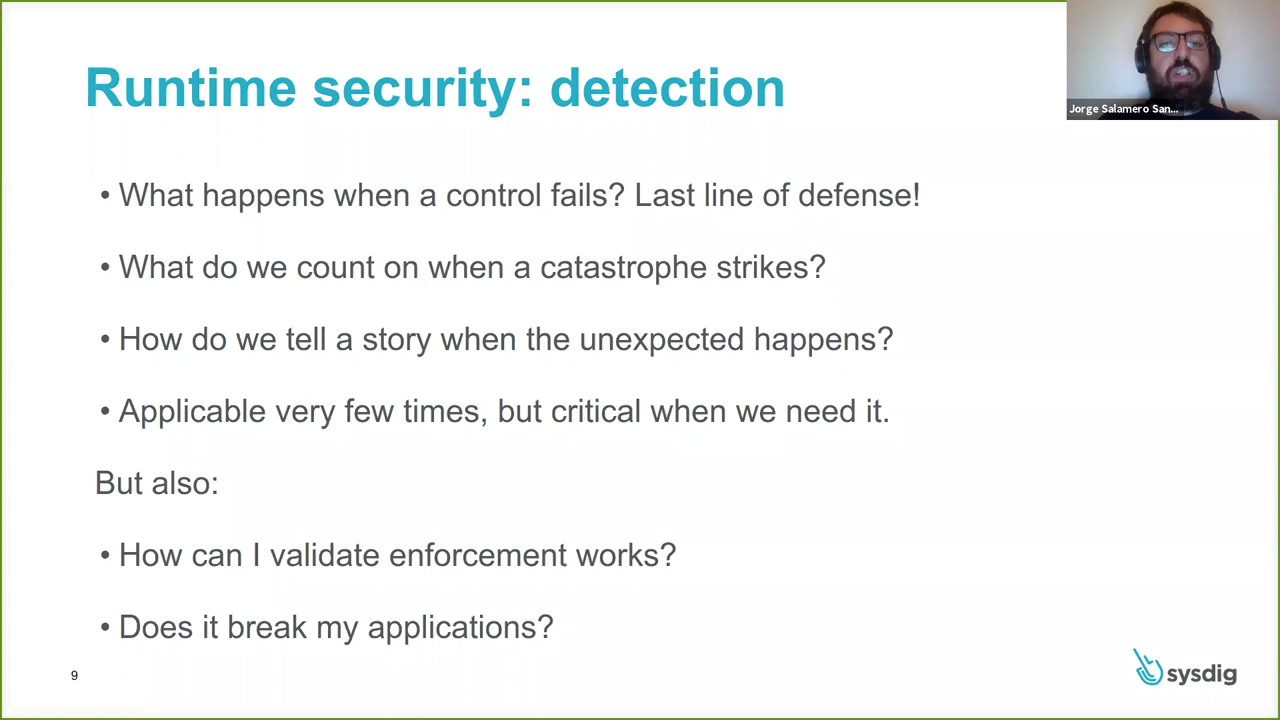 Runtime security: detection
Jorge Salamero San...
• What happens when a control fails? Last line of defense!
• What do we count on when a catastrophe strikes?
• How do we tell a story when the unexpected happens?
• Applicable very few times, but critical when we need it.
But also:
• How can I validate enforcement works?
• Does it break my applications?
9
sysdig